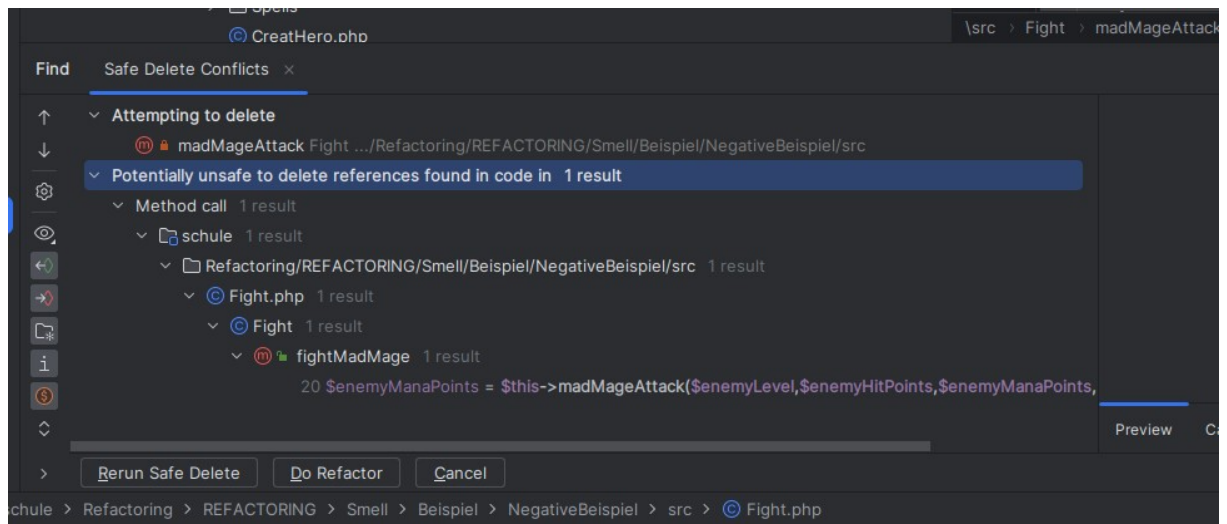 CreatHero.php
\src > Fight > madMageAttack
Find Safe Delete Conflicts ×
Attempting to delete
madMageAttack Fight .../Refactoring/REFACTORING/Smell/Beispiel/NegativeBeispiel/src
Potentially unsafe to delete references found in code in 1 result
Method call 1 result
schule 1 result
Refactoring/REFACTORING/Smell/Beispiel/NegativeBeispiel/src 1 result
Fight.php 1 result
Fight 1 result
fightMadMage 1 result
20 $enemyManaPoints = $this->madMageAttack($enemyLevel,$enemyHitPoints,$enemyManaPoints,
Preview
Rerun Safe Delete Do Refactor Cancel
schule > Refactoring > REFACTORING > Smell > Beispiel > NegativeBeispiel > src > Fight.php